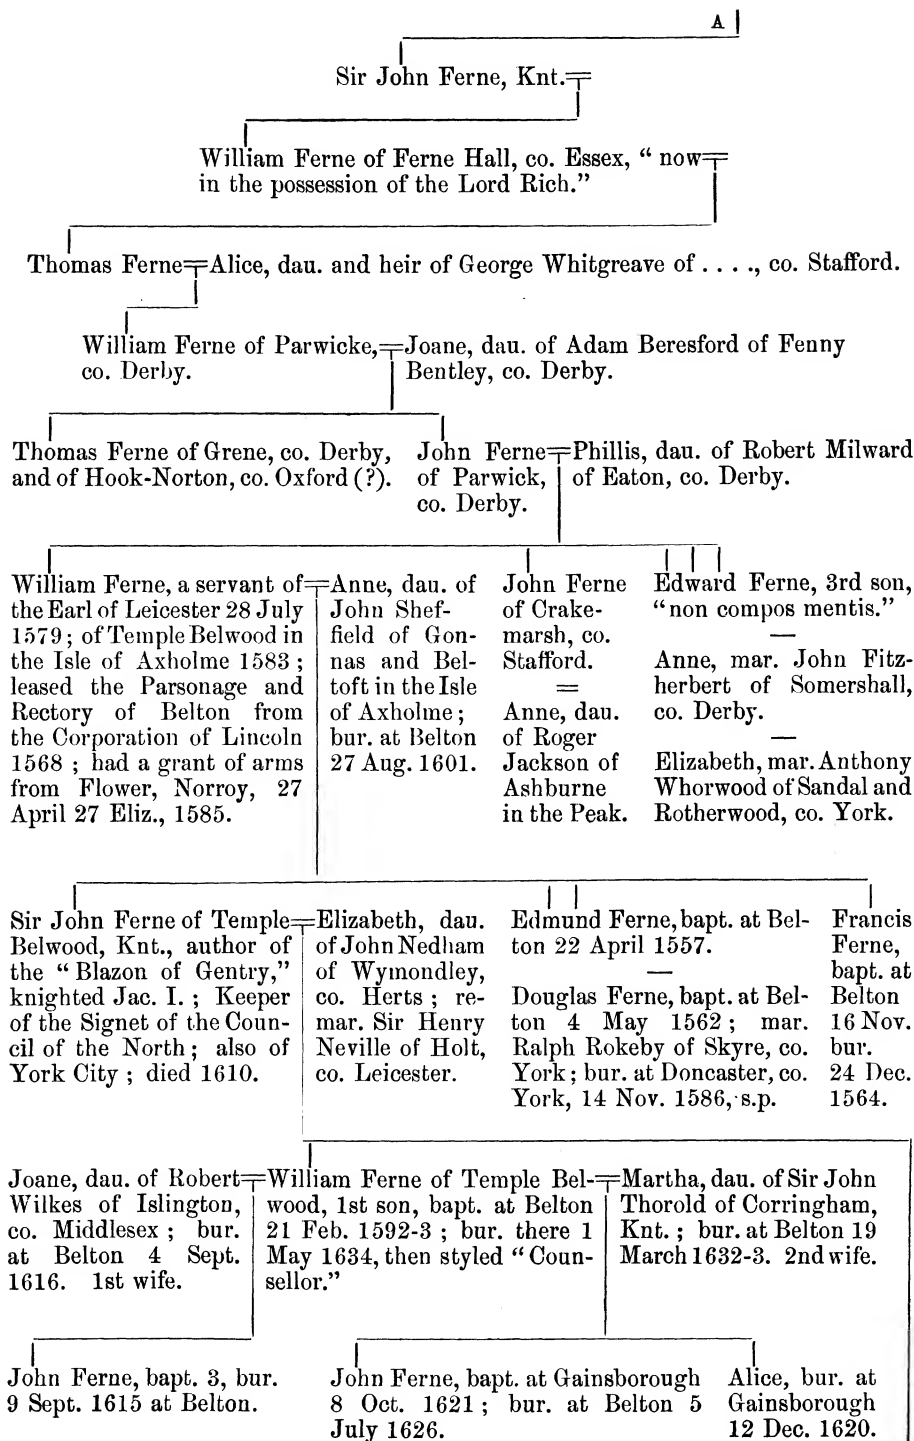 A
Sir John Ferne, Knt.
William Ferne of Ferne Hall, co. Essex, “ now
in the possession of the Lord Rich.”
Thomas Ferne=Alice, dau. and heir of George Whitgreave of . . . ., co. Stafford.
William Ferne of Parwicke,=Joane, dau. of Adam Beresford of Fenny
co. Derby.
Bentley, co. Derby.
Thomas Ferne of Grene, co. Derby,
and of Hook-Norton, co. Oxford (?).
John Ferne=Phillis, dau. of Robert Milward
of Parwick,
co. Derby.
of Eaton, co. Derby.
William Ferne, a servant of=
the Earl of Leicester 28 July
1579 ; of Temple Belwood in
the Isle of Axholme 1583 ;
leased the Parsonage and
Rectory of Belton from
the Corporation of Lincoln
1568 ; had a grant of arms
from Flower, Norroy, 27
April 27 Eliz., 1585.
Anne, dau. of
John Shef-
field of Gon-
nas and Bel-
toft in the Isle
of Axholme ;
bur. at Belton
27 Aug. 1601.
John Ferne
of Crake-
marsh, co.
Stafford.
=
Anne, dau.
of Roger
Jackson of
Ashburne
in the Peak.
Edward Ferne, 3rd son,
“non compos mentis.”
—
Anne, mar. John Fitz-
herbert of Somershall,
co. Derby.
—
Elizabeth, mar. Anthony
Whorwood of Sandal and
Rotherwood, co. York.
Sir John Ferne of Temple=
Belwood, Knt., author of
the “ Blazon of Gentry,”
knighted Jac. I. ; Keeper
of the Signet of the Coun-
cil of the North ; also of
York City ; died 1610.
Elizabeth, dau.
of John Nedham
of Wymondley,
co. Herts ; re-
mar. Sir Henry
Neville of Holt,
co. Leicester.
Edmund Ferne, bapt. at Bel-
ton 22 April 1557.
—
Douglas Ferne, bapt. at Bel-
ton 4 May 1562 ; mar.
Ralph Rokeby of Skyre, co.
York ; bur. at Doncaster, co.
York, 14 Nov. 1586, s.p.
Francis
Ferne,
bapt. at
Belton
16 Nov.
bur.
24 Dec.
1564.
Joane, dau. of Robert=
Wilkes of Islington,
co. Middlesex ; bur.
at Belton 4 Sept.
1616. 1st wife.
William Ferne of Temple Bel-=
wood, 1st son, bapt. at Belton
21 Feb. 1592-3 ; bur. there 1
May 1634, then styled “ Coun-
sellor.”
Martha, dau. of Sir John
Thorold of Corringham,
Knt. ; bur. at Belton 19
March 1632-3. 2nd wife.
John Ferne, bapt. 3, bur.
9 Sept. 1615 at Belton.
John Ferne, bapt. at Gainsborough
8 Oct. 1621 ; bur. at Belton 5
July 1626.
Alice, bur. at
Gainsborough
12 Dec. 1620.